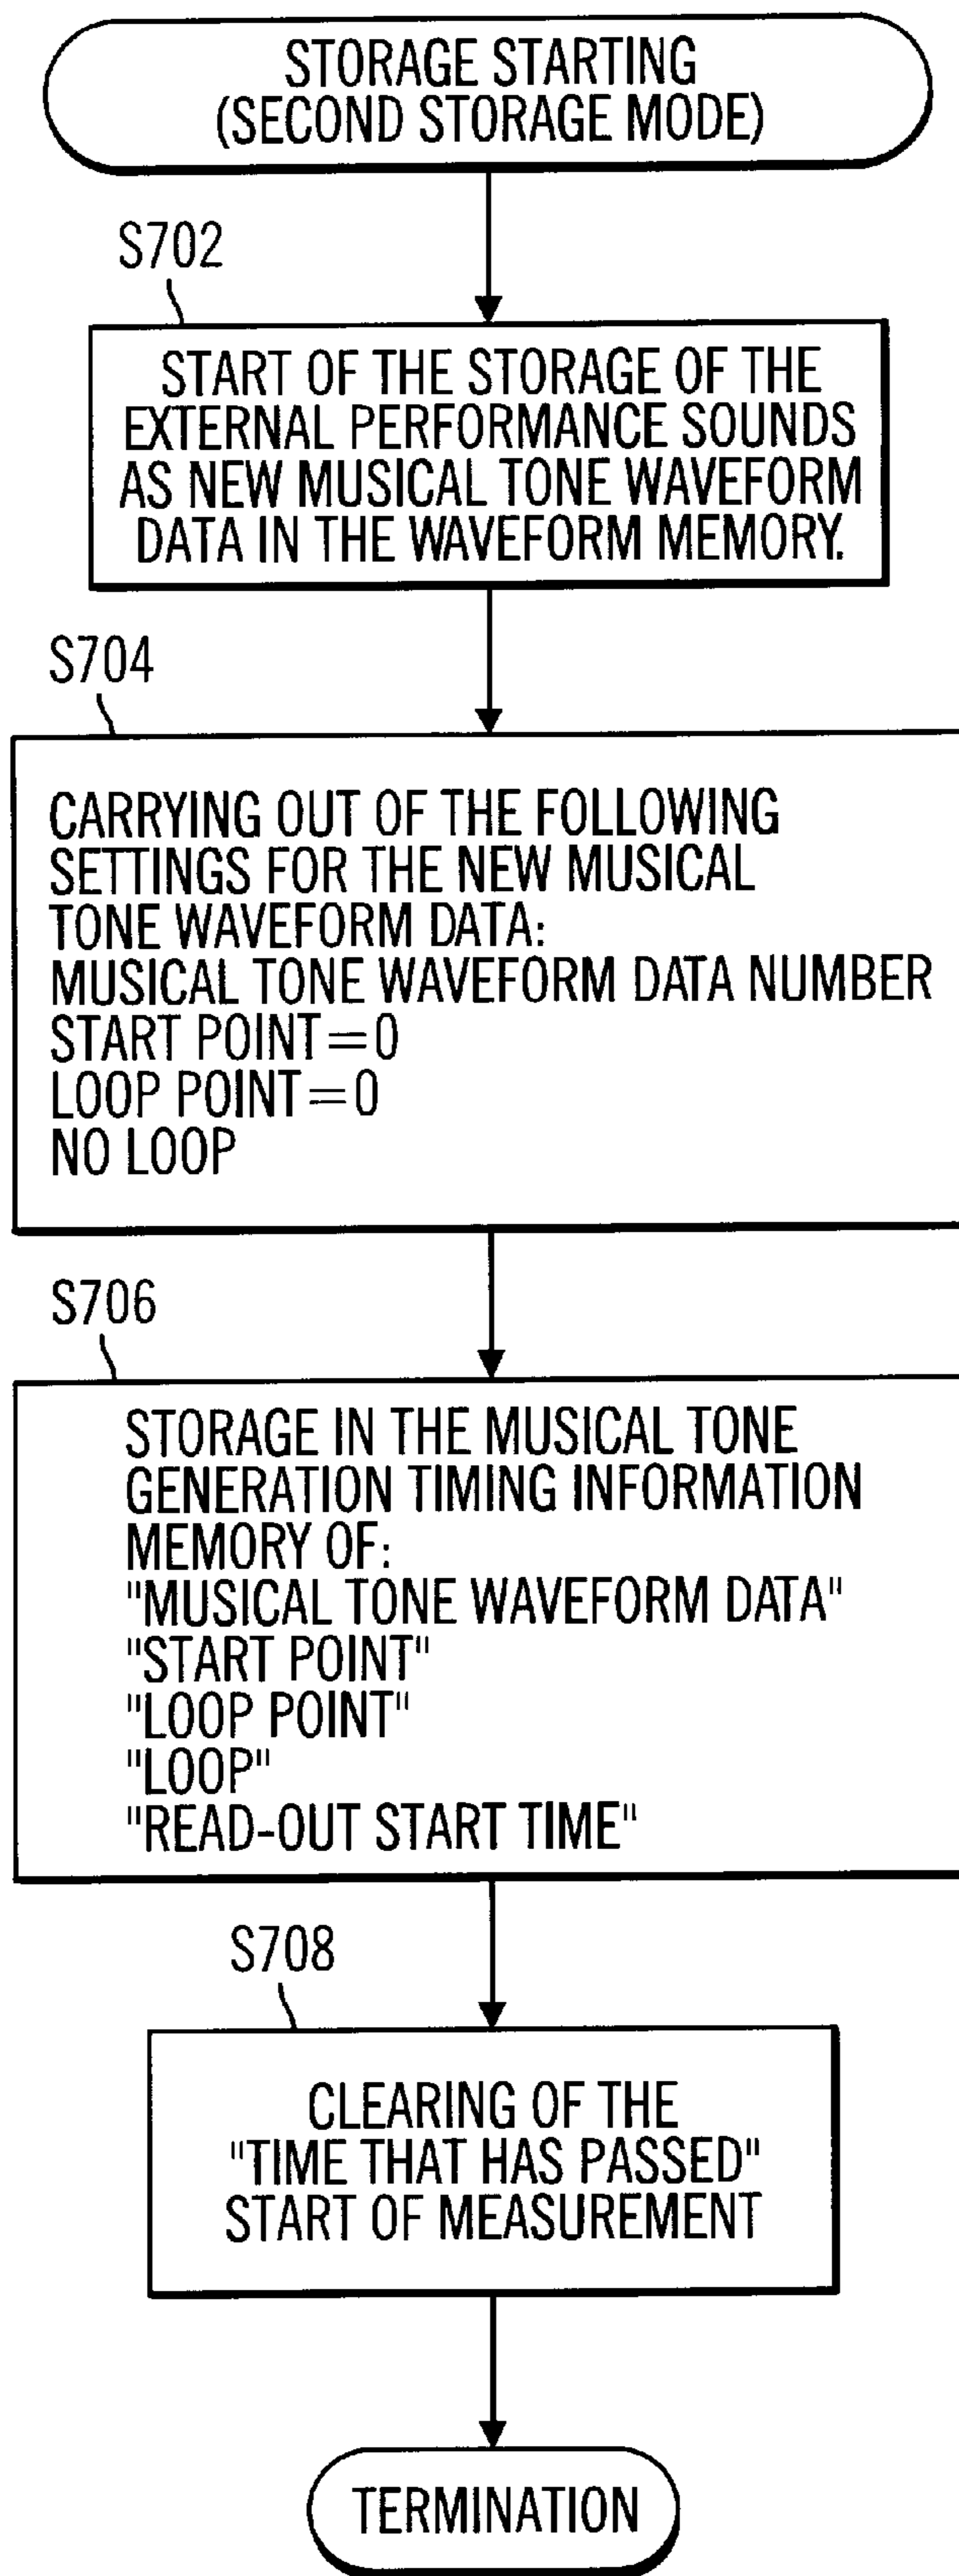 STORAGE STARTING
(SECOND STORAGE MODE)
S702
START OF THE STORAGE OF THE
EXTERNAL PERFORMANCE SOUNDS
AS NEW MUSICAL TONE WAVEFORM
DATA IN THE WAVEFORM MEMORY.
S704
CARRYING OUT OF THE FOLLOWING
SETTINGS FOR THE NEW MUSICAL
TONE WAVEFORM DATA:
MUSICAL TONE WAVEFORM DATA NUMBER
START POINT=0
LOOP POINT=0
NO LOOP
S706
STORAGE IN THE MUSICAL TONE
GENERATION TIMING INFORMATION
MEMORY OF:
"MUSICAL TONE WAVEFORM DATA"
"START POINT"
"LOOP POINT"
"LOOP"
"READ-OUT START TIME"
S708
CLEARING OF THE
"TIME THAT HAS PASSED"
START OF MEASUREMENT
TERMINATION